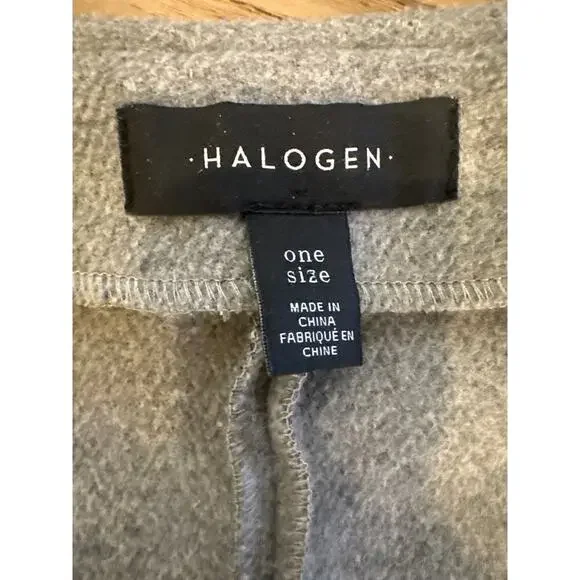 ·HALOGEN·
one
size
MADE IN
CHINA
FABRIQUÉ EN
CHINE